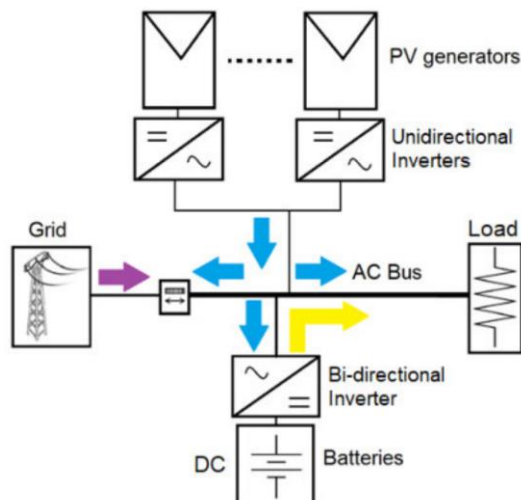 PV generators
Unidirectional
Inverters
Grid
Load
AC Bus
Bi-directional
Inverter
DC
Batteries